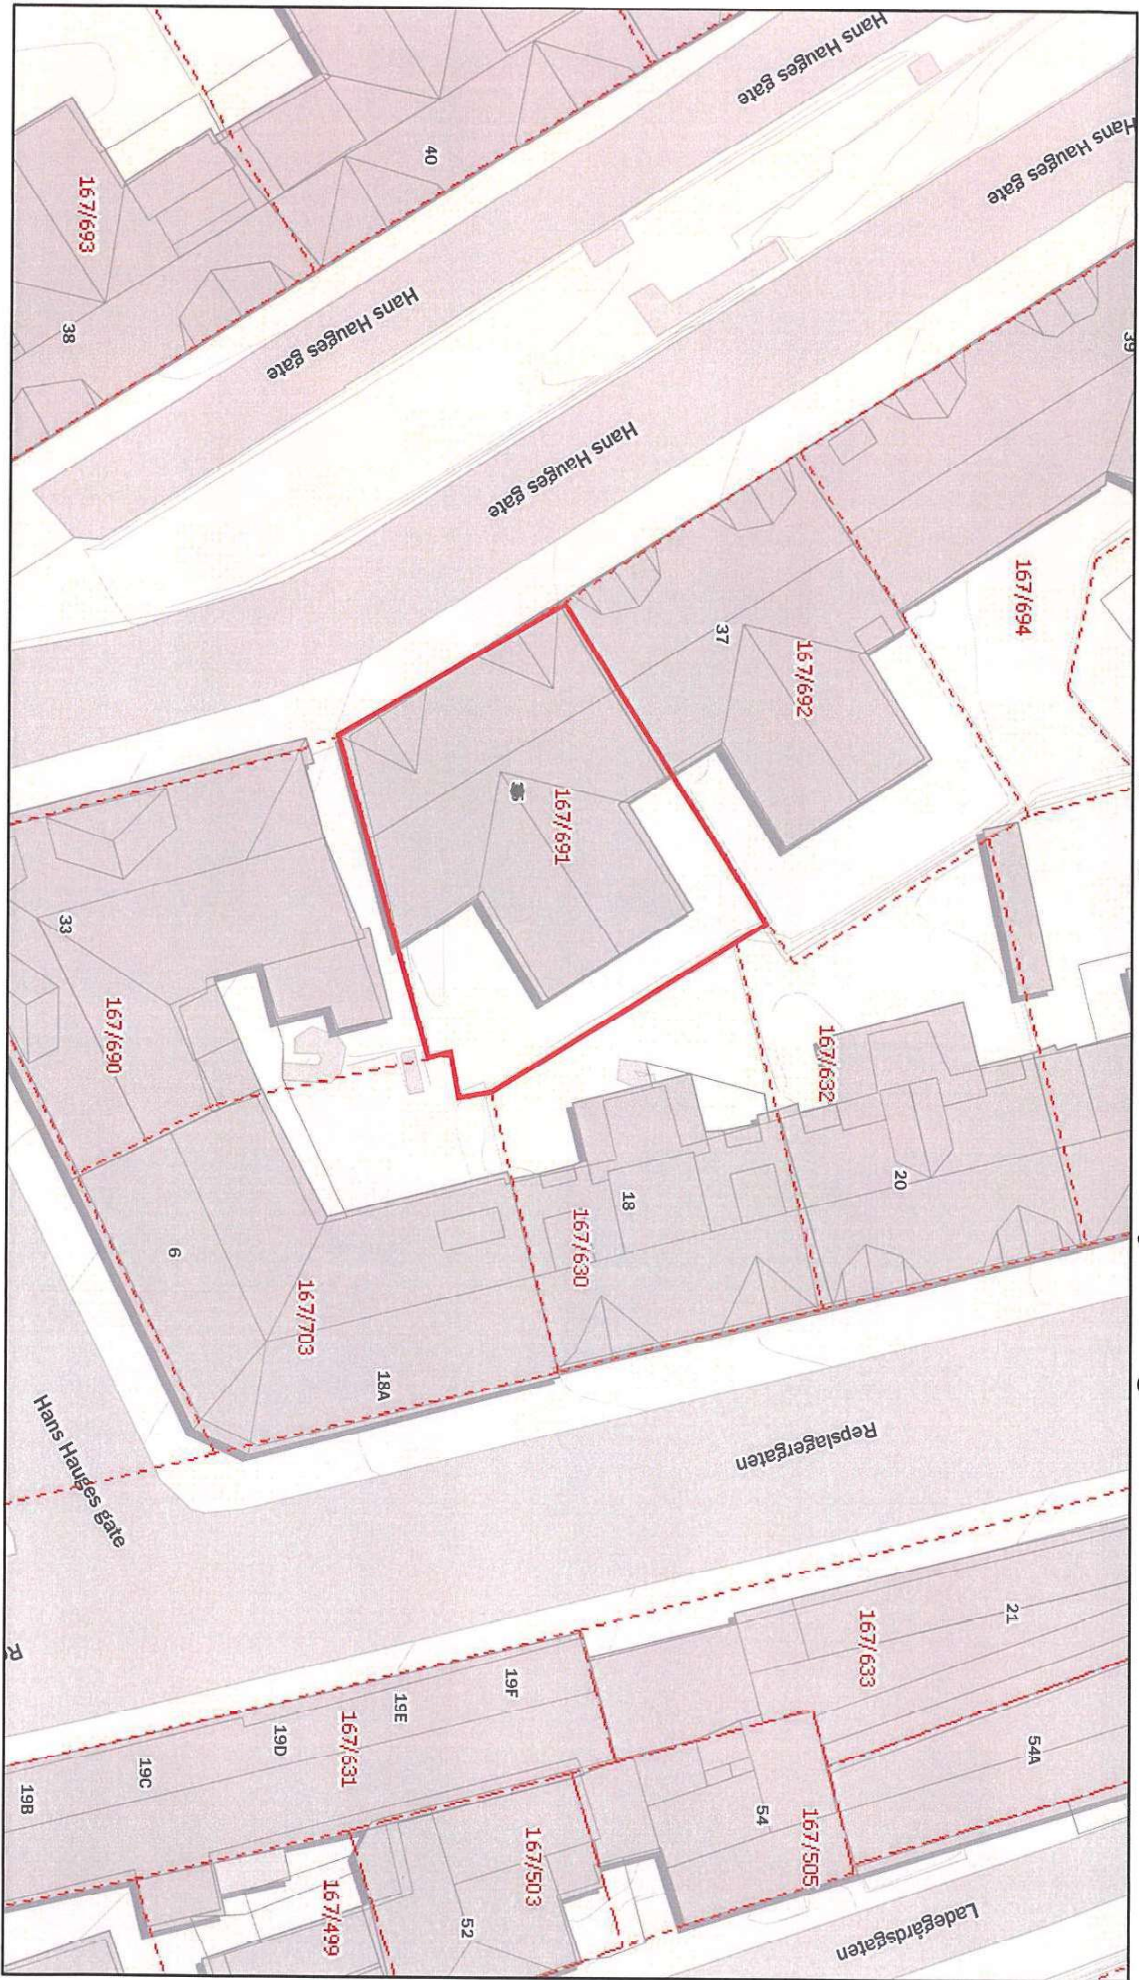 Hans Hauges gate
Hans Hauges gate
40
167/693
38
Hans Hauges gate
39
Hans Hauges gate
167/694
37
167/692
167/691
33
167/690
167/632
20
18
167/630
6
167/703
18A
Repslagergaten
Hans Hauges gate
21
167/633
19F
19E
167/631
19D
19C
19B
54A
54
167/505
167/503
52
167/499
Ladegårdsgaten